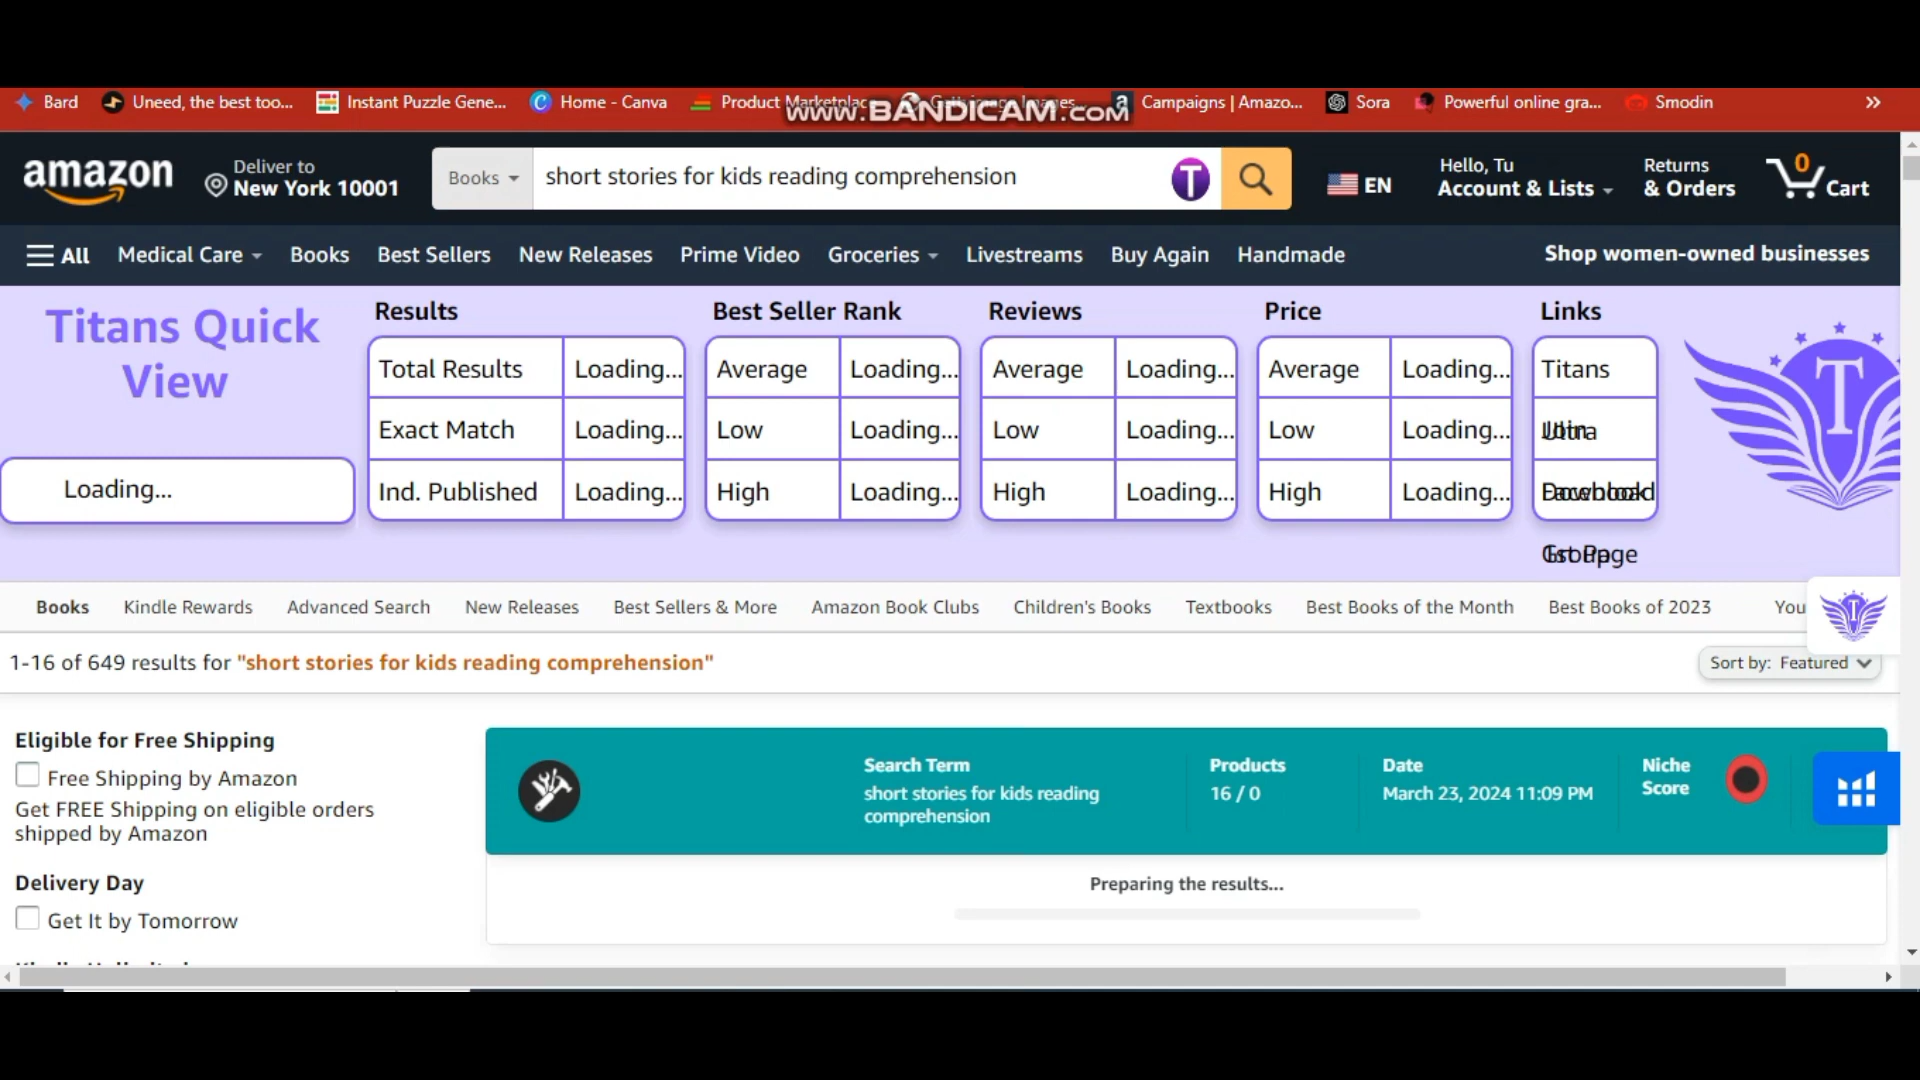 Bard
Uneed, the best too...
Instant Puzzle Gene...
Home - Canva
Product Marketplac
www.BANDICAM.com
Campaigns | Amazo...
Sora
Powerful online gra...
Smodin
amazon
Deliver to
New York 10001
Books
short stories for kids reading comprehension
T
EN
Hello, Tu
Account & Lists
Returns
& Orders
0
Cart
All
Medical Care
Books
Best Sellers
New Releases
Prime Video
Groceries
Livestreams
Buy Again
Handmade
Shop women-owned businesses
Titans Quick
View
Loading...
Results
Total Results Loading...
Exact Match Loading...
Ind. Published Loading...
Best Seller Rank
Average Loading...
Low Loading...
High Loading...
Reviews
Average Loading...
Low Loading...
High Loading...
Price
Average Loading...
Low Loading...
High Loading...
Links
Titans
T
Books
Kindle Rewards
Advanced Search
New Releases
Best Sellers & More
Amazon Book Clubs
Children's Books
Textbooks
Best Books of the Month
Best Books of 2023
You
T
1-16 of 649 results for "short stories for kids reading comprehension"
Sort by: Featured
Eligible for Free Shipping
Free Shipping by Amazon
Get FREE Shipping on eligible orders
shipped by Amazon
Delivery Day
Get It by Tomorrow
Search Term
short stories for kids reading
comprehension
Products
16 / 0
Date
March 23, 2024 11:09 PM
Niche
Score
Preparing the results...